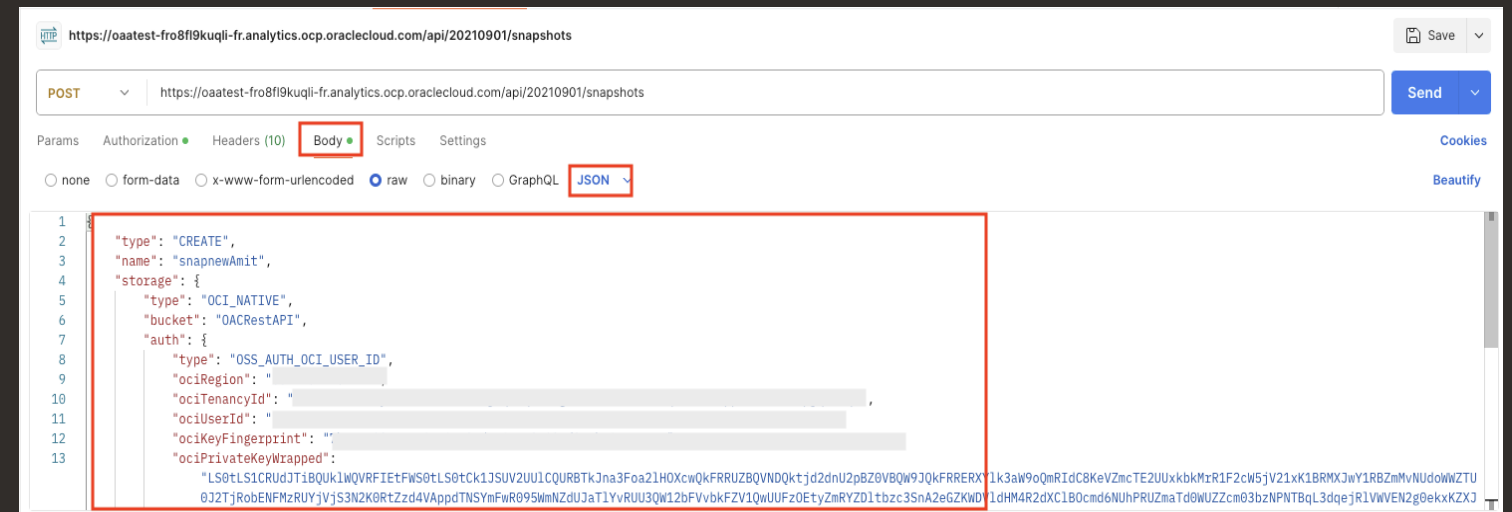 HTTP https://oaatest-fro8fl9kuqli-fr.analytics.ocp.oraclecloud.com/api/20210901/snapshots Save
POST https://oaatest-fro8fl9kuqli-fr.analytics.ocp.oraclecloud.com/api/20210901/snapshots Send
Params Authorization Headers (10) Body Scripts Settings Cookies
none form-data x-www-form-urlencoded raw binary GraphQL JSON Beautify
1 {
2 "type": "CREATE",
3 "name": "snapnewAmit",
4 "storage": {
5 "type": "OCI_NATIVE",
6 "bucket": "OACRestAPI",
7 "auth": {
8 "type": "OSS_AUTH_OCI_USER_ID",
9 "ociRegion": "
10 "ociTenancyId": " ,
11 "ociUserId": "
12 "ociKeyFingerprint": "
13 "ociPrivateKeyWrapped":